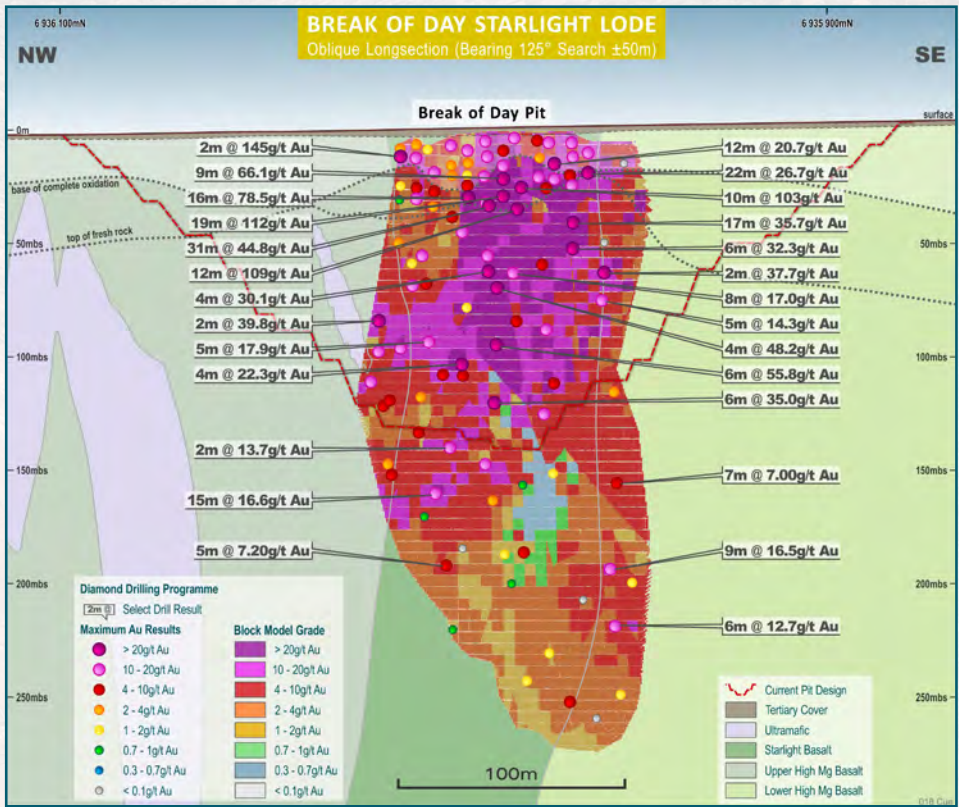 6 936 100mN
BREAK OF DAY STARLIGHT LODE
6 935 900mN
NW
Oblique Longsection (Bearing 125° Search ±50m)
SE
Break of Day Pit
surface
0m
2m @ 145g/t Au
12m @ 20.7g/t Au
9m @ 66.1g/t Au
22m @ 26.7g/t Au
base of complete oxidation
16m @ 78.5g/t Au
10m @ 103g/t Au
19m @ 112g/t Au
17m @ 35.7g/t Au
top of fresh rock
50mbs
31m @ 44.8g/t Au
6m @ 32.3g/t Au
12m @ 109g/t Au
2m @ 37.7g/t Au
4m @ 30.1g/t Au
8m @ 17.0g/t Au
2m @ 39.8g/t Au
5m @ 14.3g/t Au
5m @ 17.9g/t Au
4m @ 48.2g/t Au
100mbs
4m @ 22.3g/t Au
6m @ 55.8g/t Au
6m @ 35.0g/t Au
2m @ 13.7g/t Au
150mbs
7m @ 7.00g/t Au
15m @ 16.6g/t Au
5m @ 7.20g/t Au
9m @ 16.5g/t Au
200mbs
6m @ 12.7g/t Au
250mbs
Diamond Drilling Programme
2m @ Select Drill Result
Maximum Au Results
> 20g/t Au
10 - 20g/t Au
4 - 10g/t Au
2 - 4g/t Au
1 - 2g/t Au
0.7 - 1g/t Au
0.3 - 0.7g/t Au
< 0.1g/t Au
Block Model Grade
> 20g/t Au
10 - 20g/t Au
4 - 10g/t Au
2 - 4g/t Au
1 - 2g/t Au
0.7 - 1g/t Au
0.3 - 0.7g/t Au
< 0.1g/t Au
100m
Current Pit Design
Tertiary Cover
Ultramafic
Starlight Basalt
Upper High Mg Basalt
Lower High Mg Basalt